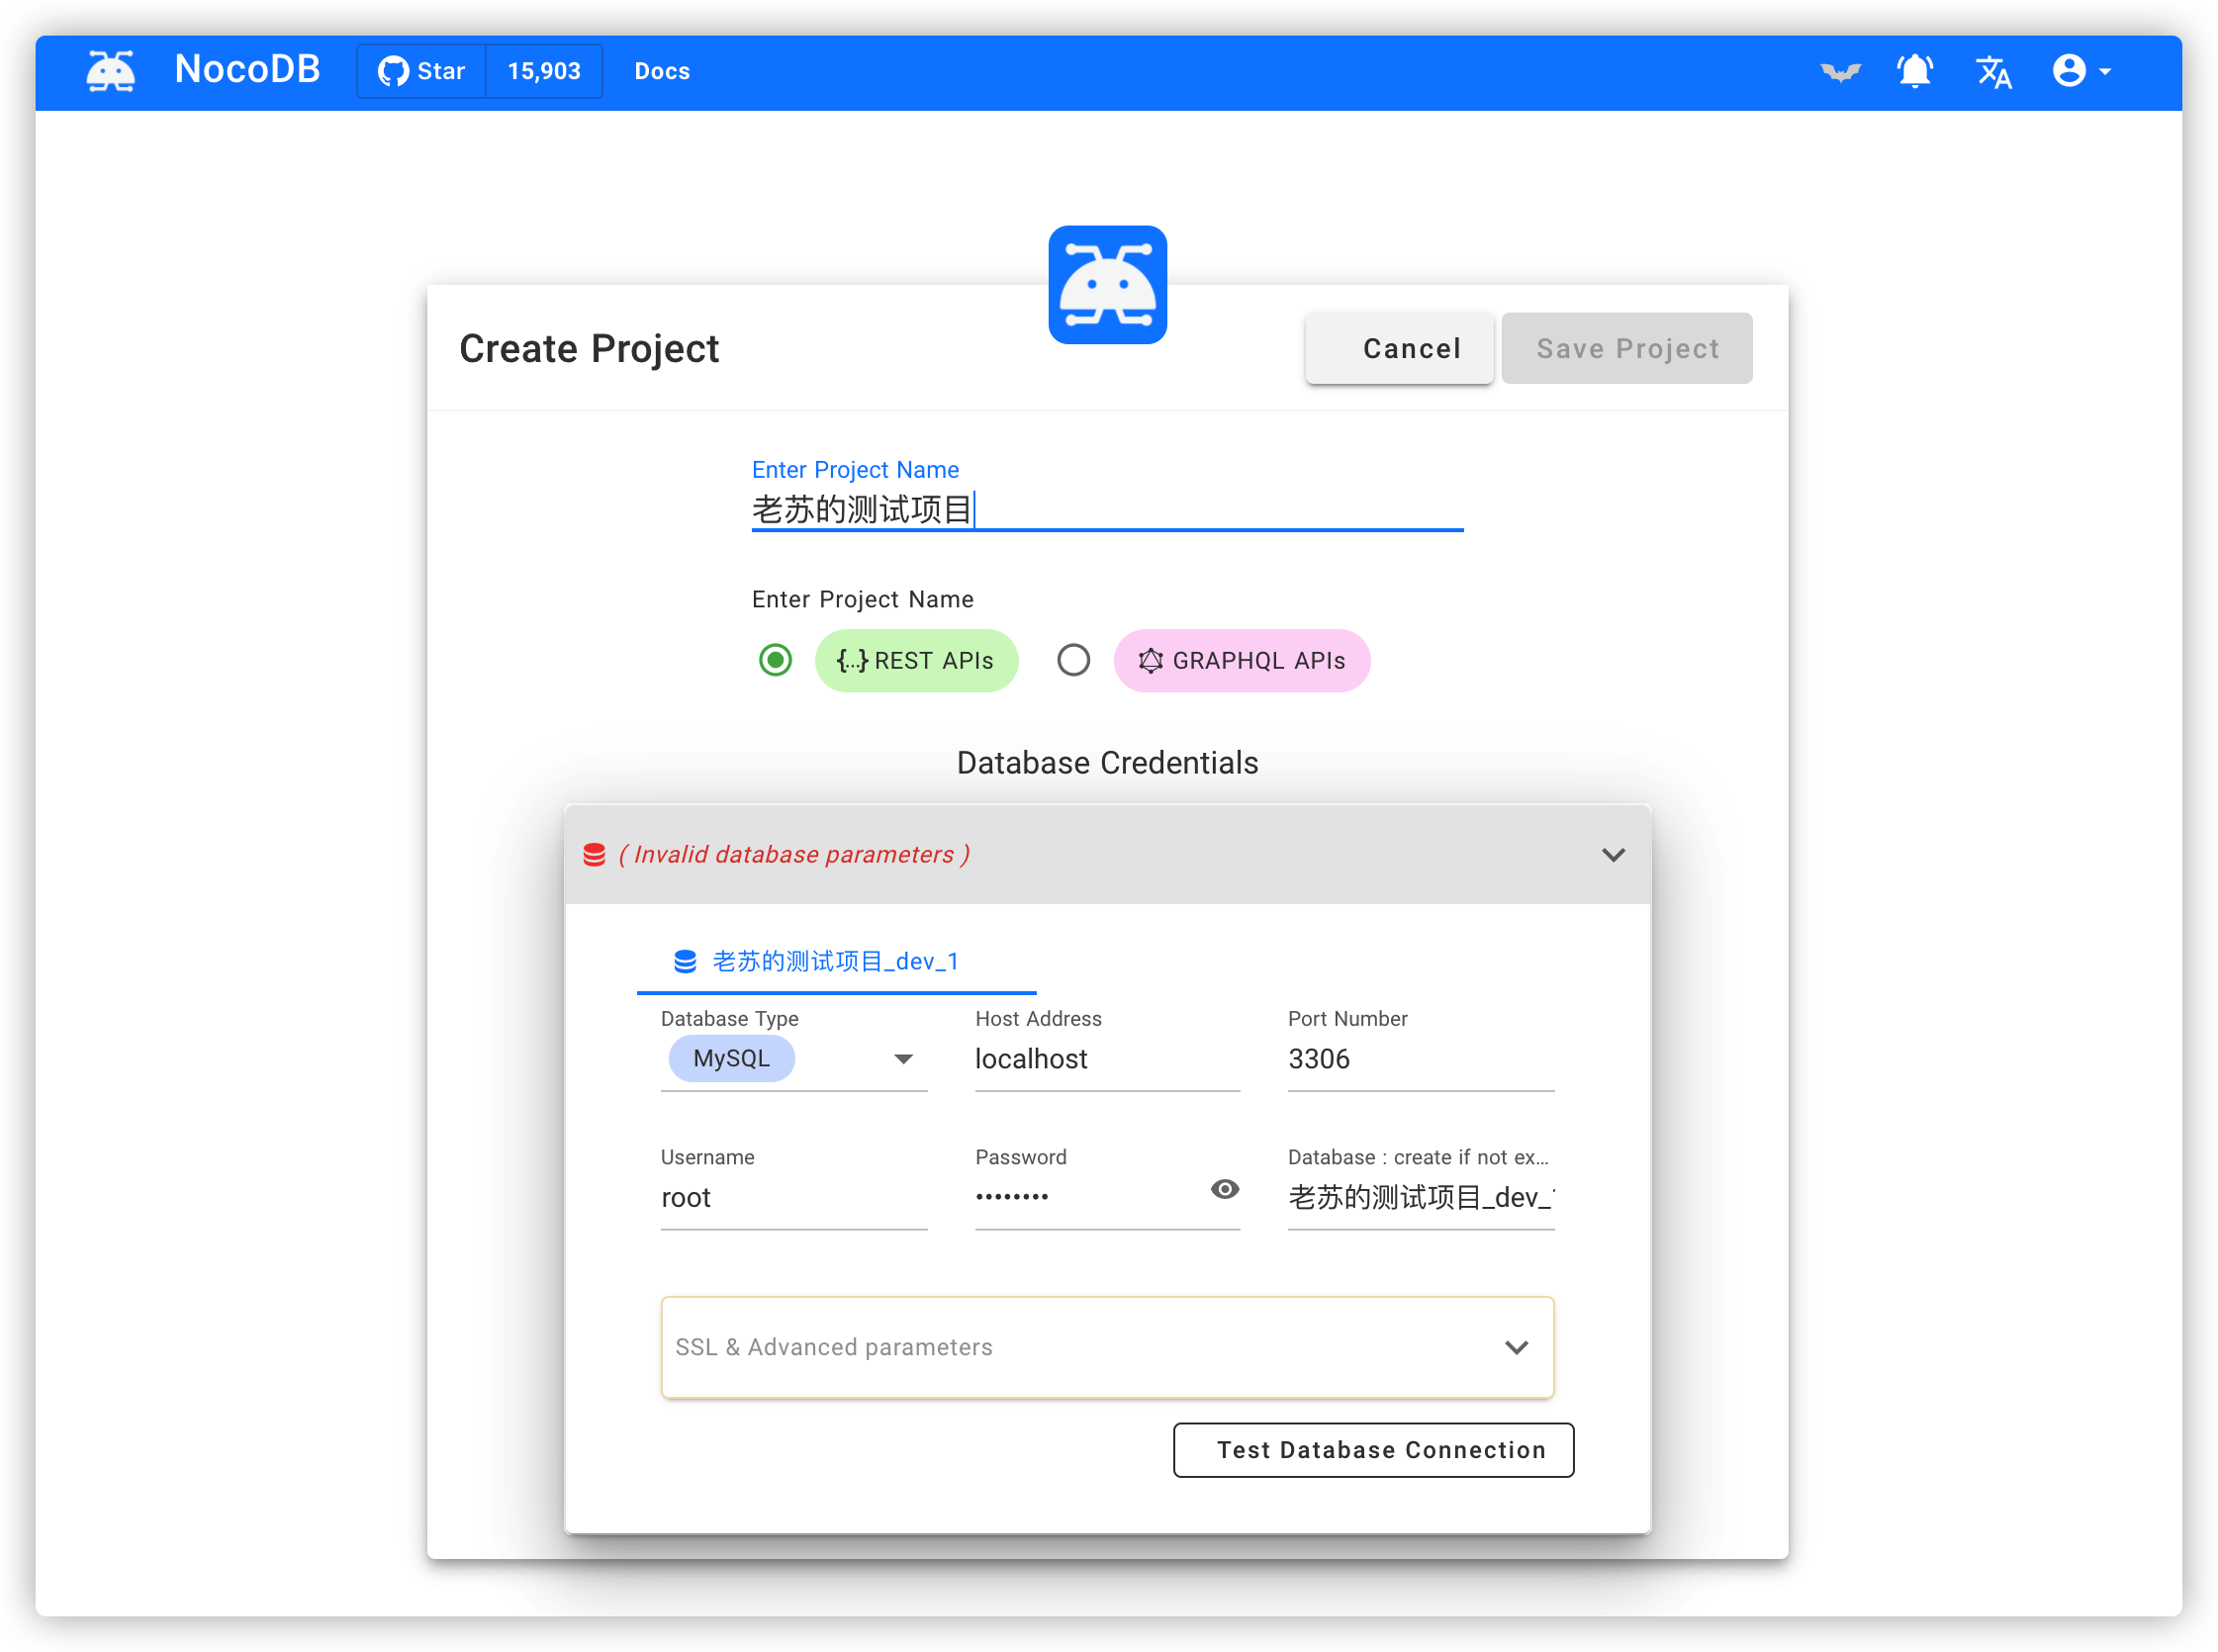 NocoDB Star 15,903 Docs
Create Project Cancel Save Project
Enter Project Name
老苏的测试项目
Enter Project Name
{...} REST APIs GRAPHQL APIs
Database Credentials
( Invalid database parameters )
老苏的测试项目_dev_1
Database Type Host Address Port Number
MySQL localhost 3306
Username Password Database : create if not ex...
root •••••••• 老苏的测试项目_dev_1
SSL & Advanced parameters
Test Database Connection